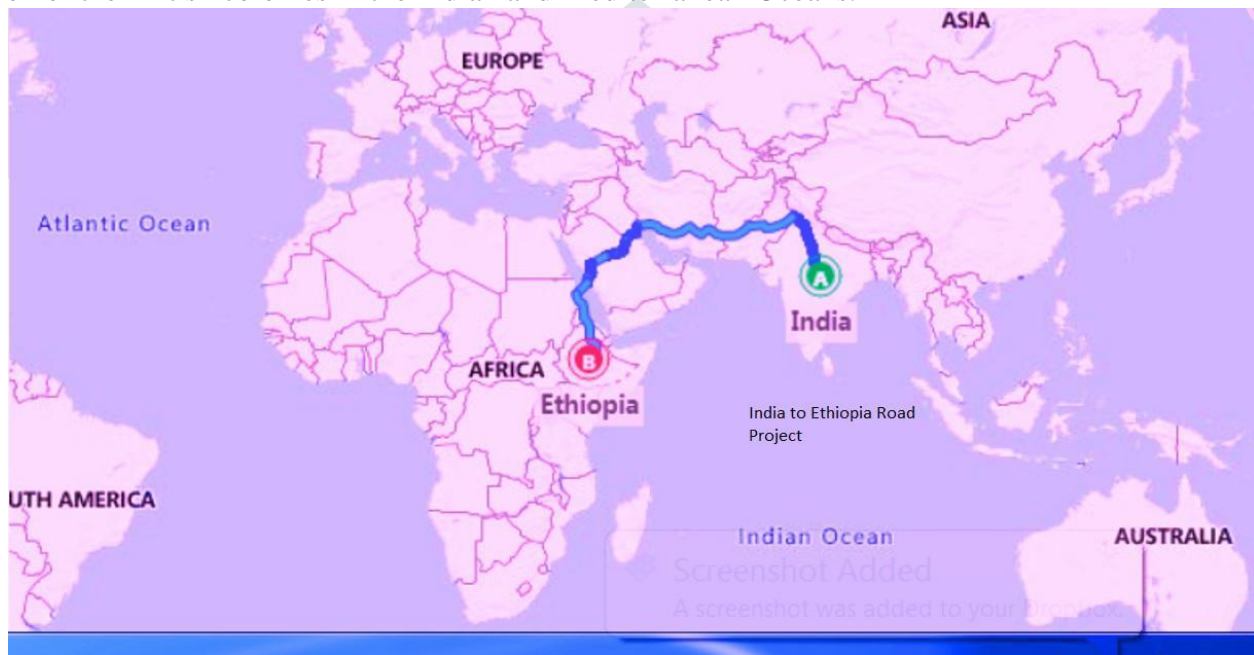 ASIA
EUROPE
Atlantic Ocean
A
India
B
AFRICA
Ethiopia
India to Ethiopia Road
Project
UTH AMERICA
Indian Ocean
AUSTRALIA
Screenshot Added
A screenshot was added to your Dropbox.